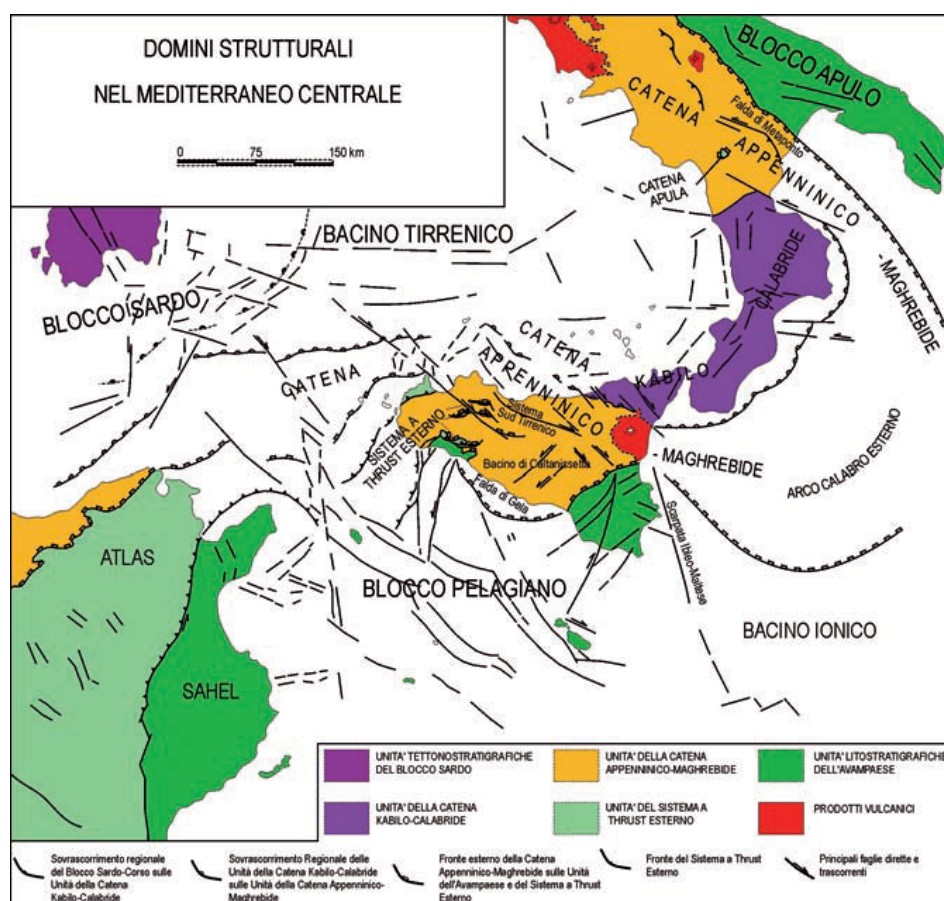 DOMINI STRUTTURALI
NEL MEDITERRANEO CENTRALE
0 75 150 km
BLOCCO APULO
CATENA
Falda di Metaponto
APPENNINICO
CATENA
APULA
BACINO TIRRENICO
CALABRIDE
- MAGHREBIDE
BLOCCO SARDO
CATENA
CATENA
APRENNINICO
KABILO
SISTEMA A
THRUST ESTERNO
Sistema
Sud Tirrenico
Bacino di Caltanissetta
- MAGHREBIDE
ARCO CALABRO ESTERNO
Falda di Gela
Scarpata Ibleo-Maltese
ATLAS
BLOCCO PELAGIANO
BACINO IONICO
SAHEL
UNITA' TETTONOSTRATIGRAFICHE
DEL BLOCCO SARDO
UNITA' DELLA CATENA
APPENNINICO-MAGHREBIDE
UNITA' LITOSTRATIGRAFICHE
DELL'AVAMPAESE
UNITA' DELLA CATENA
KABILO-CALABRIDE
UNITA' DEL SISTEMA A
THRUST ESTERNO
PRODOTTI VULCANICI
Sovrascorrimento regionale
del Blocco Sardo-Corso sulle
Unità della Catena
Kabilo-Calabride
Sovrascorrimento Regionale delle
Unità della Catena Kabilo-Calabride
sulle Unità della Catena Appenninico-
Maghrebide
Fronte esterno della Catena
Appenninico-Maghrebide sulle Unità
dell'Avampaese e del Sistema a Thrust
Esterno
Fronte del Sistema a Thrust
Esterno
Principali faglie dirette e
trascorrenti